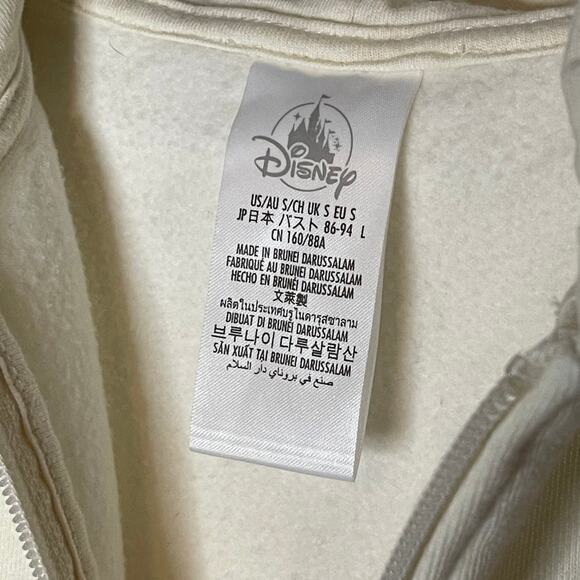 Disney
US/AU S/CH UK S EU S
JP日本 バスト 86-94 L
CN 160/88A
MADE IN BRUNEI DARUSSALAM
FABRIQUÉ AU BRUNEI DARUSSALAM
HECHO EN BRUNÉI DARUSSALAM
文萊製
ผลิตในประเทศบรูไนดารุสซาลาม
DIBUAT DI BRUNEI DARUSSALAM
브루나이 다루살람산
SẢN XUẤT TẠI BRUNEI DARUSSALAM
صنع في بروناي دار السلام